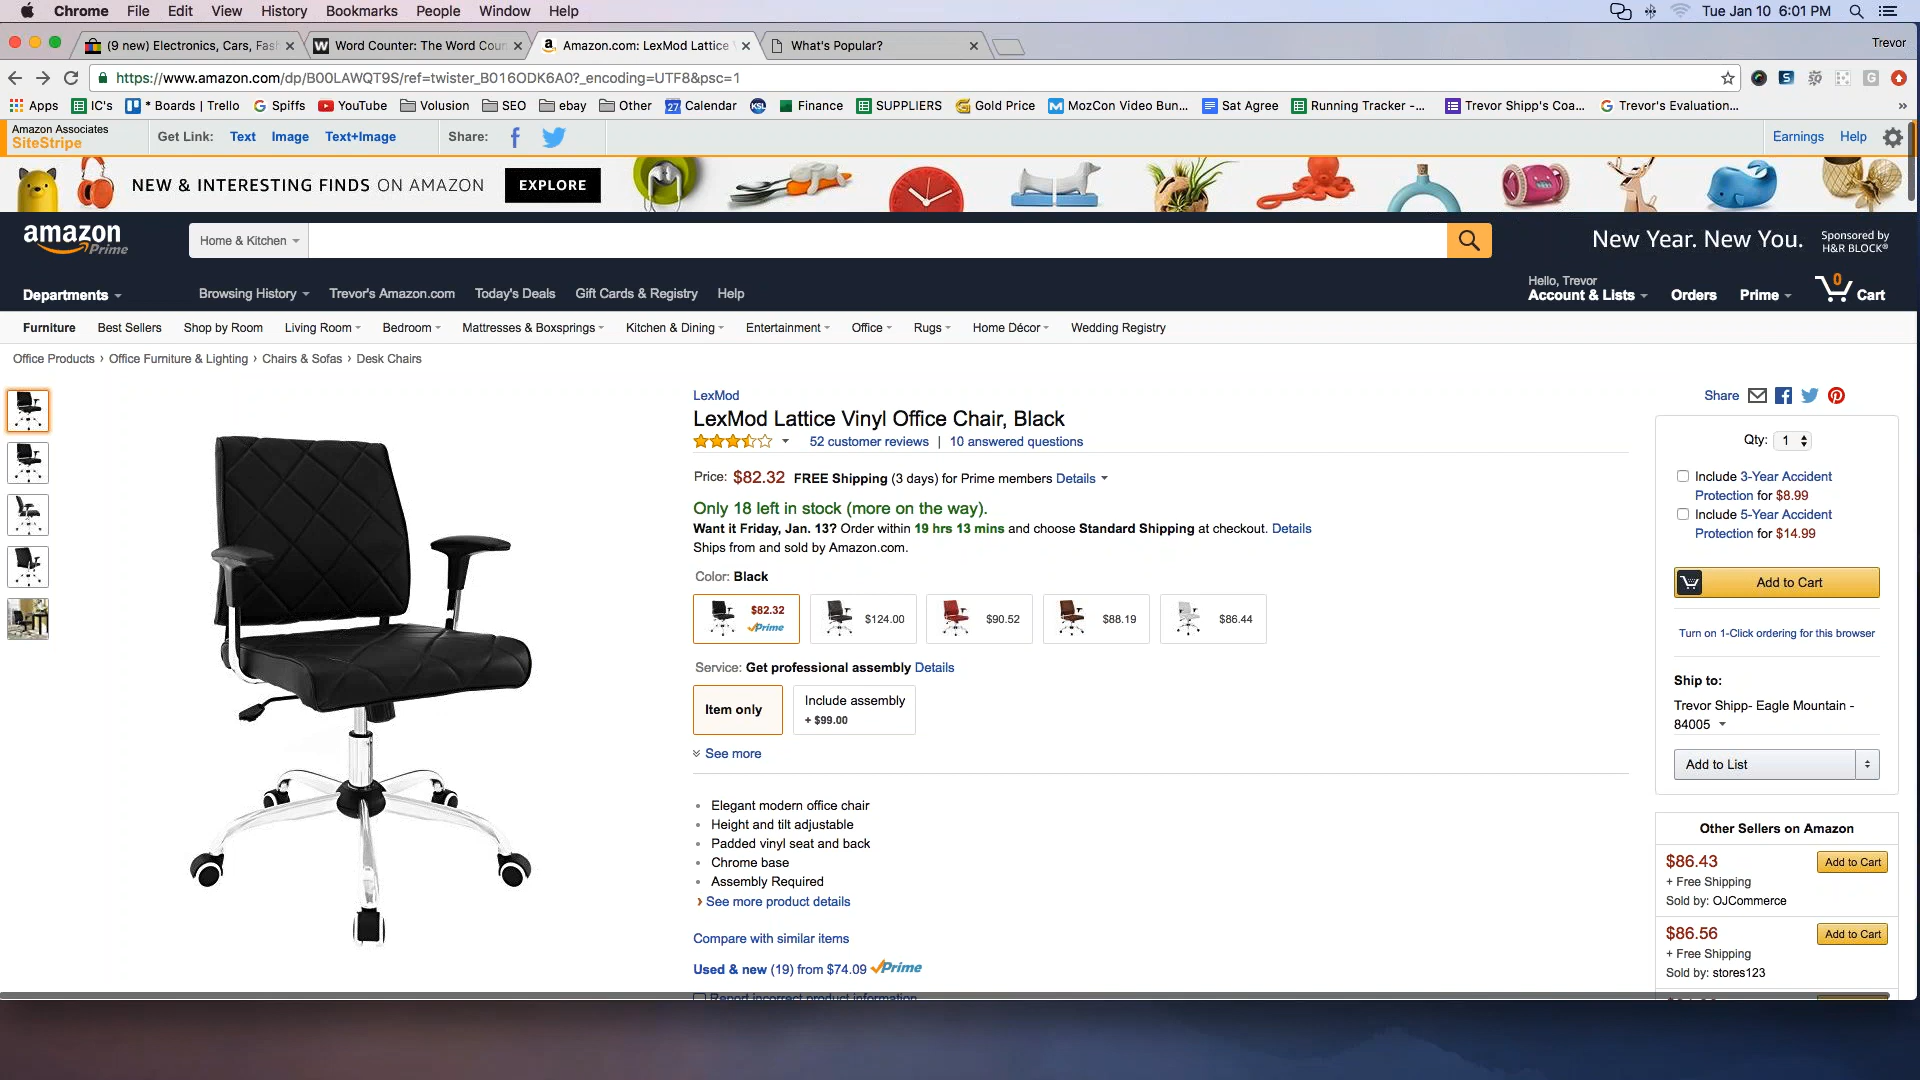 Chrome File Edit View History Bookmarks People Window Help Tue Jan 10 6:01 PM
(9 new) Electronics, Cars, Fas Word Counter: The Word Coun Amazon.com: LexMod Lattice What's Popular? Trevor
https://www.amazon.com/dp/B00LAWQT9S/ref=twister_B016ODK6A0?_encoding=UTF8&psc=1
Apps IC's * Boards | Trello Spiffs YouTube Volusion SEO ebay Other 27 Calendar KSL Finance SUPPLIERS Gold Price MozCon Video Bun... Sat Agree Running Tracker -... Trevor Shipp's Coa... Trevor's Evaluation... »
Amazon Associates
SiteStripe
Get Link: Text Image Text+Image Share: Earnings Help
NEW & INTERESTING FINDS ON AMAZON EXPLORE
amazon Prime
Home & Kitchen
New Year. New You. Sponsored by
H&R BLOCK®
Departments Browsing History Trevor's Amazon.com Today's Deals Gift Cards & Registry Help
Hello, Trevor
Account & Lists Orders Prime 0 Cart
Furniture Best Sellers Shop by Room Living Room Bedroom Mattresses & Boxsprings Kitchen & Dining Entertainment Office Rugs Home Décor Wedding Registry
Office Products › Office Furniture & Lighting › Chairs & Sofas › Desk Chairs
LexMod
LexMod Lattice Vinyl Office Chair, Black
52 customer reviews | 10 answered questions
Price: $82.32 FREE Shipping (3 days) for Prime members Details
Only 18 left in stock (more on the way).
Want it Friday, Jan. 13? Order within 19 hrs 13 mins and choose Standard Shipping at checkout. Details
Ships from and sold by Amazon.com.
Color: Black
$82.32 Prime $124.00 $90.52 $88.19 $86.44
Service: Get professional assembly Details
Item only
Include assembly
+ $99.00
See more
Elegant modern office chair
Height and tilt adjustable
Padded vinyl seat and back
Chrome base
Assembly Required
› See more product details
Compare with similar items
Used & new (19) from $74.09 Prime
Report incorrect product information
Share
Qty: 1
Include 3-Year Accident
Protection for $8.99
Include 5-Year Accident
Protection for $14.99
Add to Cart
Turn on 1-Click ordering for this browser
Ship to:
Trevor Shipp- Eagle Mountain -
84005
Add to List
Other Sellers on Amazon
$86.43 Add to Cart
+ Free Shipping
Sold by: OJCommerce
$86.56 Add to Cart
+ Free Shipping
Sold by: stores123